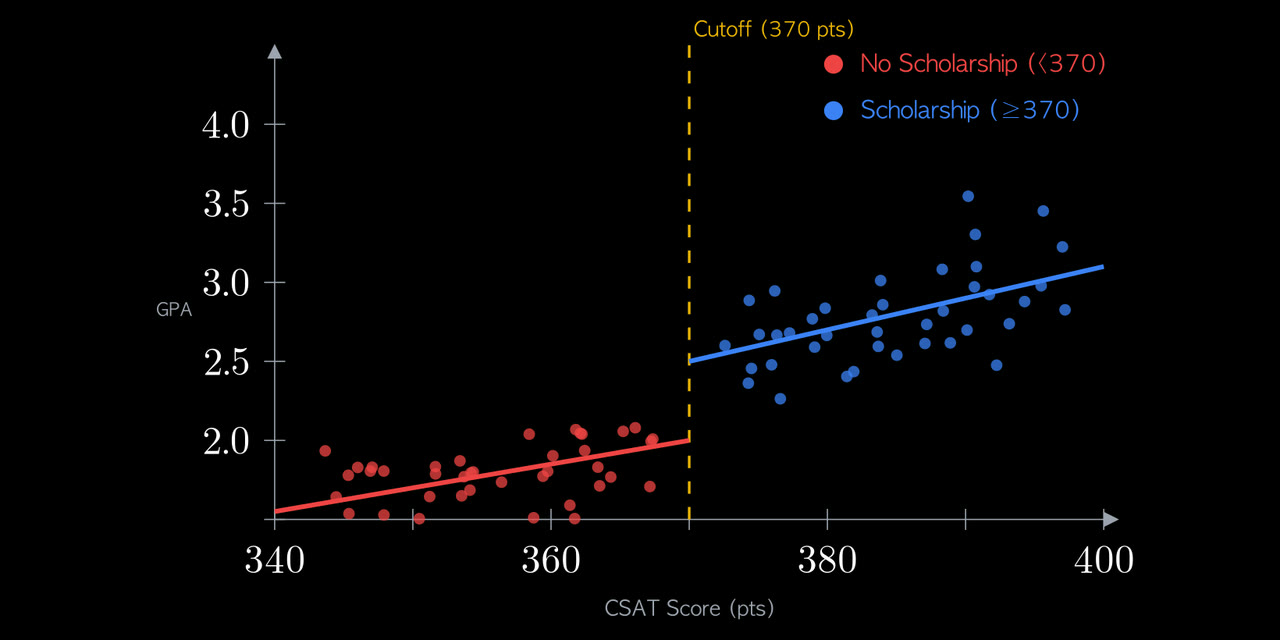 Cutoff (370 pts)
No Scholarship (<370)
Scholarship (≥370)
4.0
3.5
3.0
GPA
2.5
2.0
340 360 380 400
CSAT Score (pts)